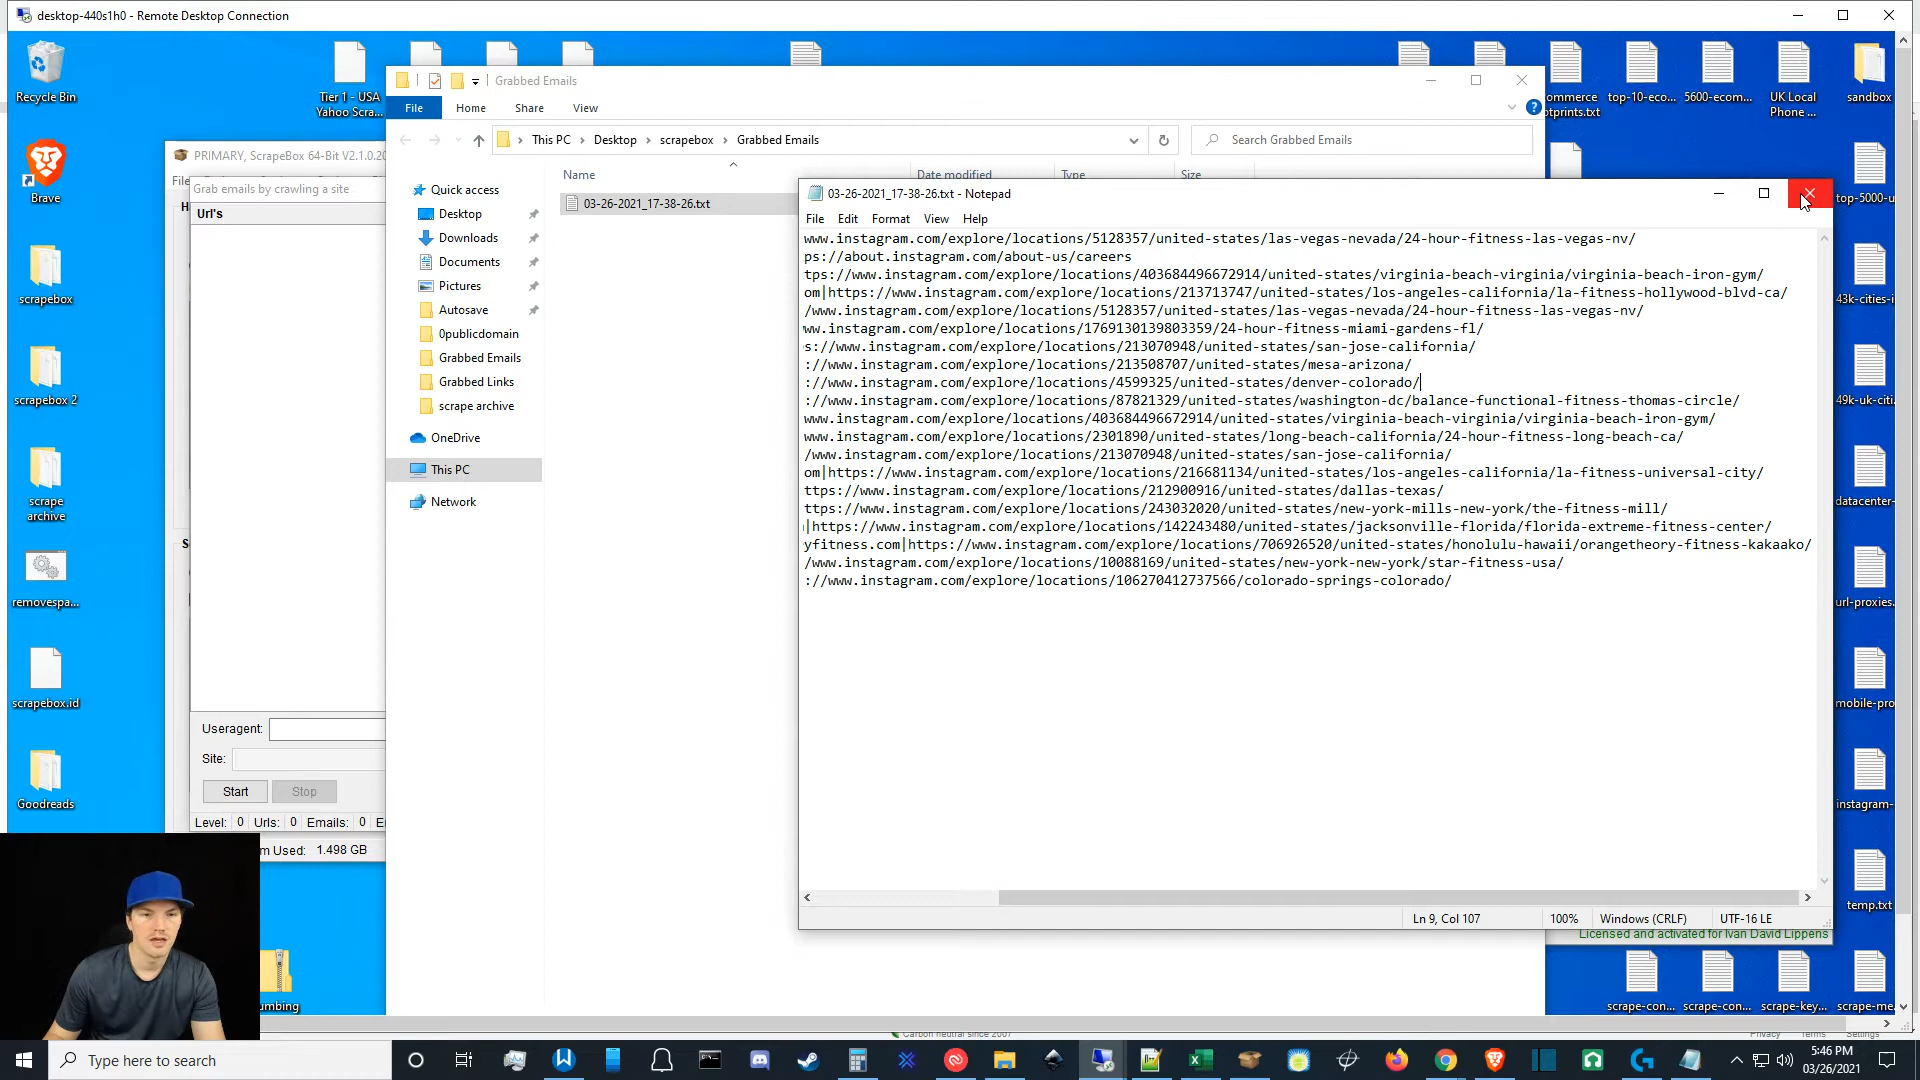 desktop-440s1h0 - Remote Desktop Connection
Recycle Bin
Tier 1 - USA
Yahoo Scra...
top-10-eco...
5600-ecom...
UK Local
Phone ...
sandbox
Brave
scrapebox
scrapebox 2
scrape
archive
removespa...
scrapebox.id
Goodreads
PRIMARY, ScrapeBox 64-Bit V2.1.0.20
Grab emails by crawling a site
Url's
Useragent:
Site:
Start
Stop
Level: 0 Urls: 0 Emails: 0
Used: 1.498 GB
Grabbed Emails
File
Home
Share
View
This PC
Desktop
scrapebox
Grabbed Emails
Search Grabbed Emails
Name
Date modified
Type
Size
03-26-2021_17-38-26.txt
Quick access
Desktop
Downloads
Documents
Pictures
Autosave
0publicdomain
Grabbed Emails
Grabbed Links
scrape archive
OneDrive
This PC
Network
03-26-2021_17-38-26.txt - Notepad
File Edit Format View Help
www.instagram.com/explore/locations/5128357/united-states/las-vegas-nevada/24-hour-fitness-las-vegas-nv/
ps://about.instagram.com/about-us/careers
tps://www.instagram.com/explore/locations/403684496672914/united-states/virginia-beach-virginia/virginia-beach-iron-gym/
om|https://www.instagram.com/explore/locations/213713747/united-states/los-angeles-california/la-fitness-hollywood-blvd-ca/
/www.instagram.com/explore/locations/5128357/united-states/las-vegas-nevada/24-hour-fitness-las-vegas-nv/
ww.instagram.com/explore/locations/1769130139803359/24-hour-fitness-miami-gardens-fl/
s://www.instagram.com/explore/locations/213070948/united-states/san-jose-california/
://www.instagram.com/explore/locations/213508707/united-states/mesa-arizona/
://www.instagram.com/explore/locations/4599325/united-states/denver-colorado/
://www.instagram.com/explore/locations/87821329/united-states/washington-dc/balance-functional-fitness-thomas-circle/
www.instagram.com/explore/locations/403684496672914/united-states/virginia-beach-virginia/virginia-beach-iron-gym/
www.instagram.com/explore/locations/2301890/united-states/long-beach-california/24-hour-fitness-long-beach-ca/
/www.instagram.com/explore/locations/213070948/united-states/san-jose-california/
om|https://www.instagram.com/explore/locations/216681134/united-states/los-angeles-california/la-fitness-universal-city/
ttps://www.instagram.com/explore/locations/212900916/united-states/dallas-texas/
ttps://www.instagram.com/explore/locations/243032020/united-states/new-york-mills-new-york/the-fitness-mill/
|https://www.instagram.com/explore/locations/142243480/united-states/jacksonville-florida/florida-extreme-fitness-center/
yfitness.com|https://www.instagram.com/explore/locations/706926520/united-states/honolulu-hawaii/orangetheory-fitness-kakaako/
/www.instagram.com/explore/locations/10088169/united-states/new-york-new-york/star-fitness-usa/
://www.instagram.com/explore/locations/106270412737566/colorado-springs-colorado/
Ln 9, Col 107
100%
Windows (CRLF)
UTF-16 LE
Licensed and activated for Ivan David Lippens
top-5000-u
43k-cities-i
49k-uk-citi
datacenter-
url-proxies.
mobile-pro
instagram-
temp.txt
scrape-con...
scrape-con...
scrape-key...
scrape-me
Carbon neutral since 2007
Privacy Terms Settings
Type here to search
5:46 PM
03/26/2021